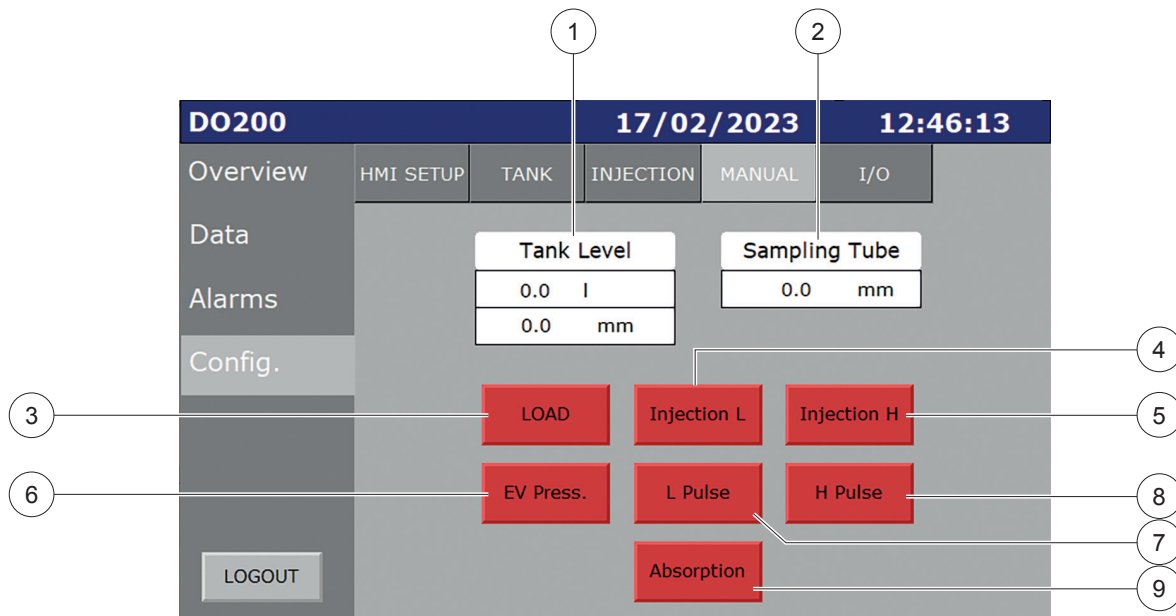 1
2
DO200 17/02/2023 12:46:13
Overview
HMI SETUP TANK INJECTION MANUAL I/O
Data
Tank Level Sampling Tube
0.0 l 0.0 mm
0.0 mm
Alarms
Config.
4
3 LOAD Injection L Injection H 5
6 EV Press. L Pulse H Pulse 8
7
LOGOUT Absorption 9